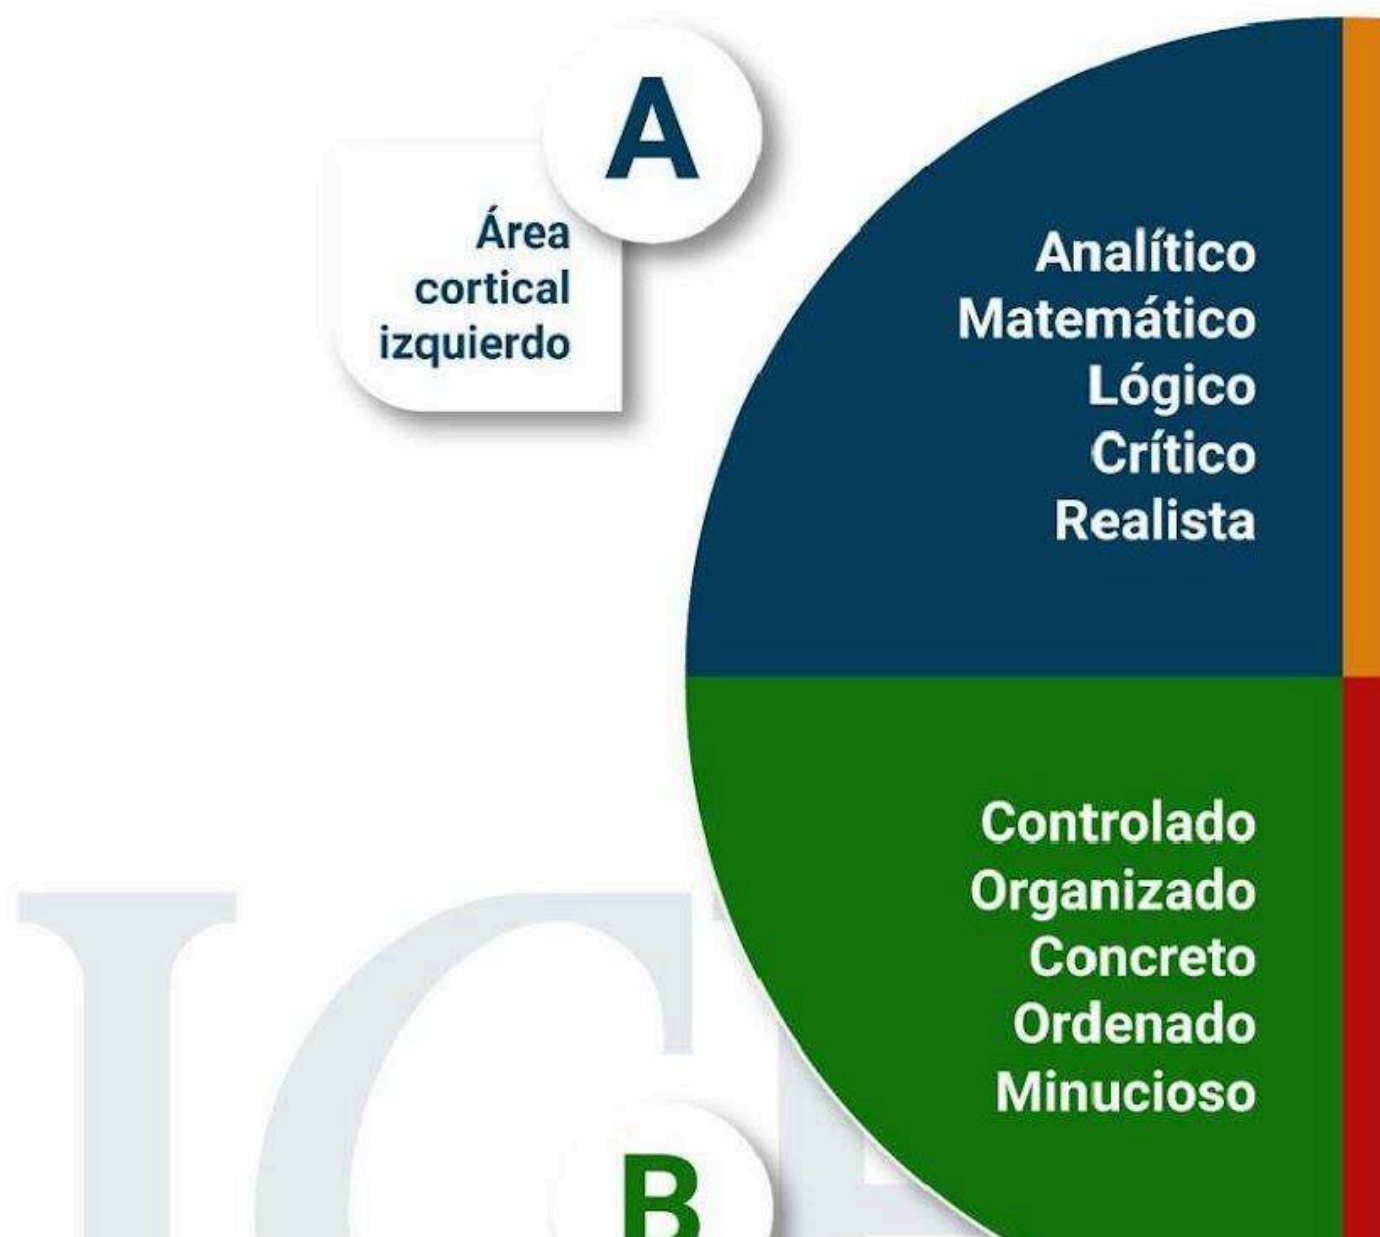 A
Área
cortical
izquierdo
Analítico
Matemático
Lógico
Crítico
Realista
Controlado
Organizado
Concreto
Ordenado
Minucioso
B